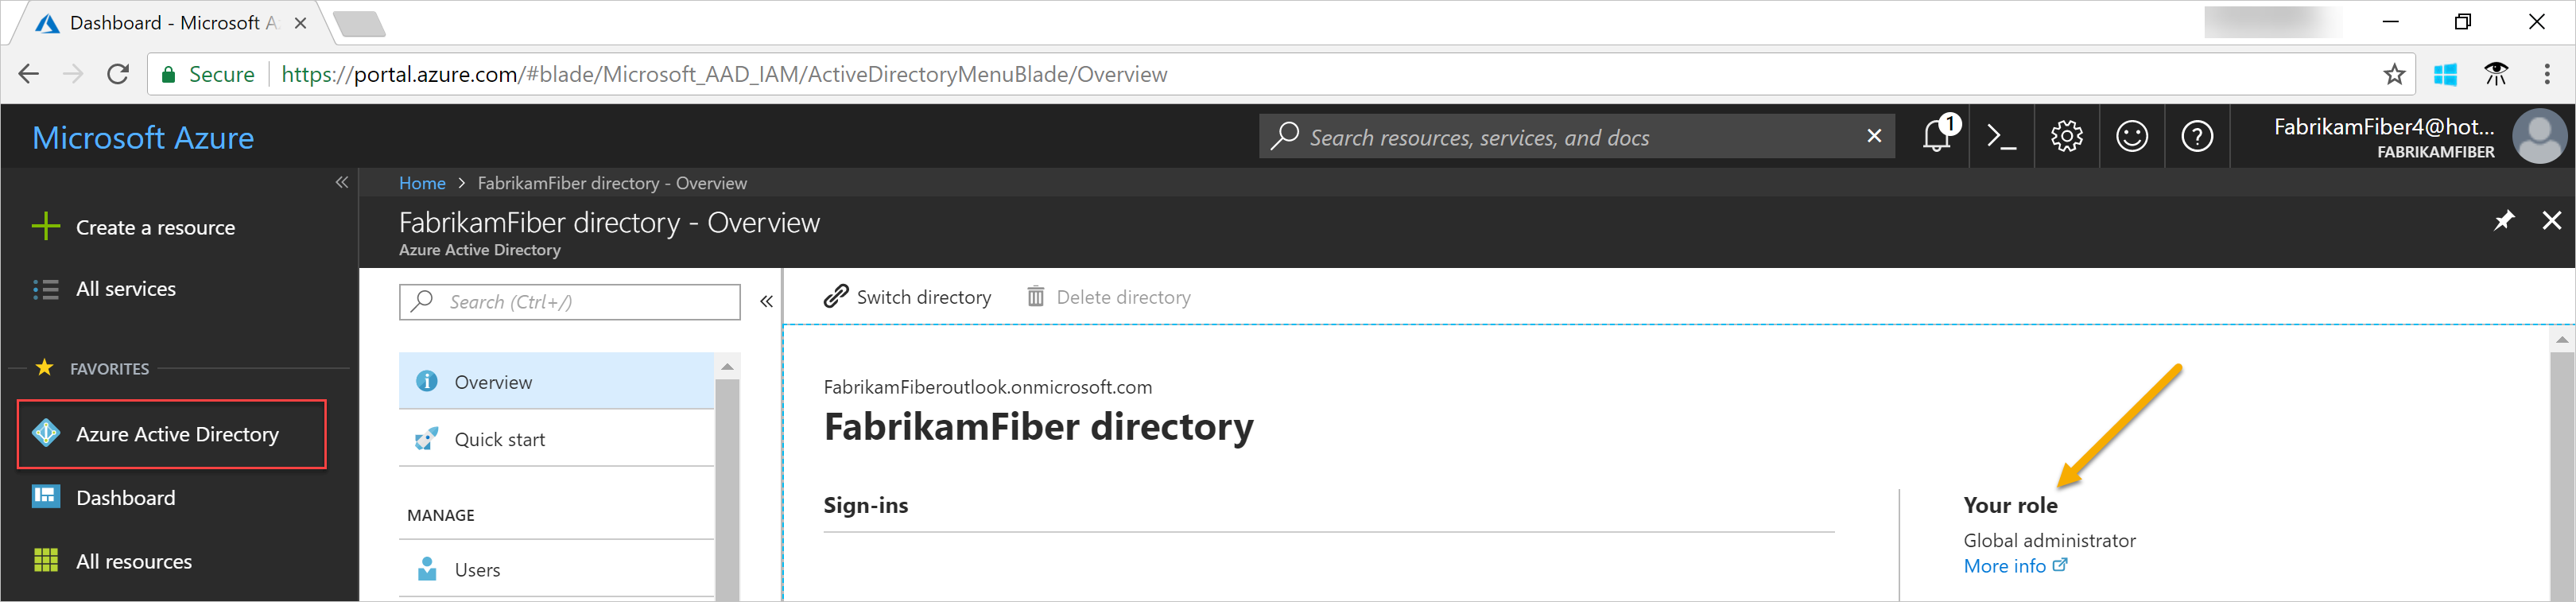 Dashboard - Microsoft A
Secure https://portal.azure.com/#blade/Microsoft_AAD_IAM/ActiveDirectoryMenuBlade/Overview
Microsoft Azure
Search resources, services, and docs
1
FabrikamFiber4@hot...
FABRIKAMFIBER
Home > FabrikamFiber directory - Overview
FabrikamFiber directory - Overview
Azure Active Directory
Create a resource
All services
FAVORITES
Azure Active Directory
Dashboard
All resources
Search (Ctrl+/)
Overview
Quick start
MANAGE
Users
Switch directory
Delete directory
FabrikamFiberoutlook.onmicrosoft.com
FabrikamFiber directory
Sign-ins
Your role
Global administrator
More info